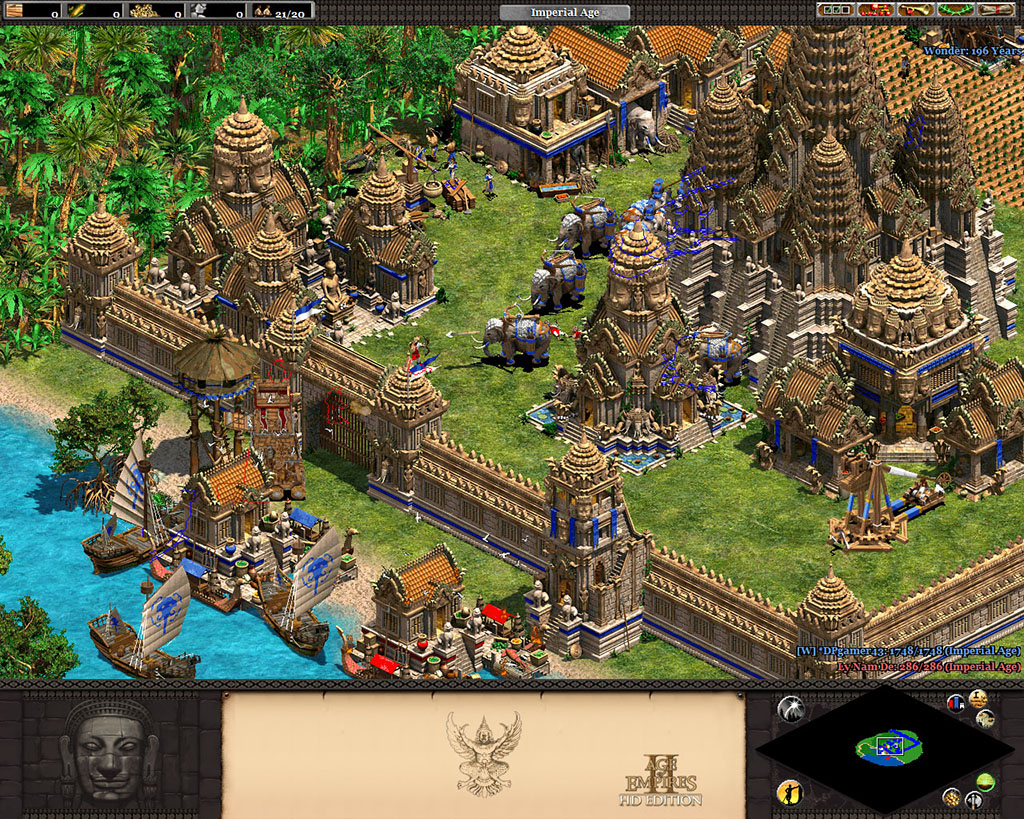 0 0 0 0 21/20
Imperial Age
Wonder: 196 Years
[W] *DPgamer43: 1748/1748 (Imperial Age)
Ly Nam De: 286/286 (Imperial Age)
AGE
II
EMPIRES
HD EDITION